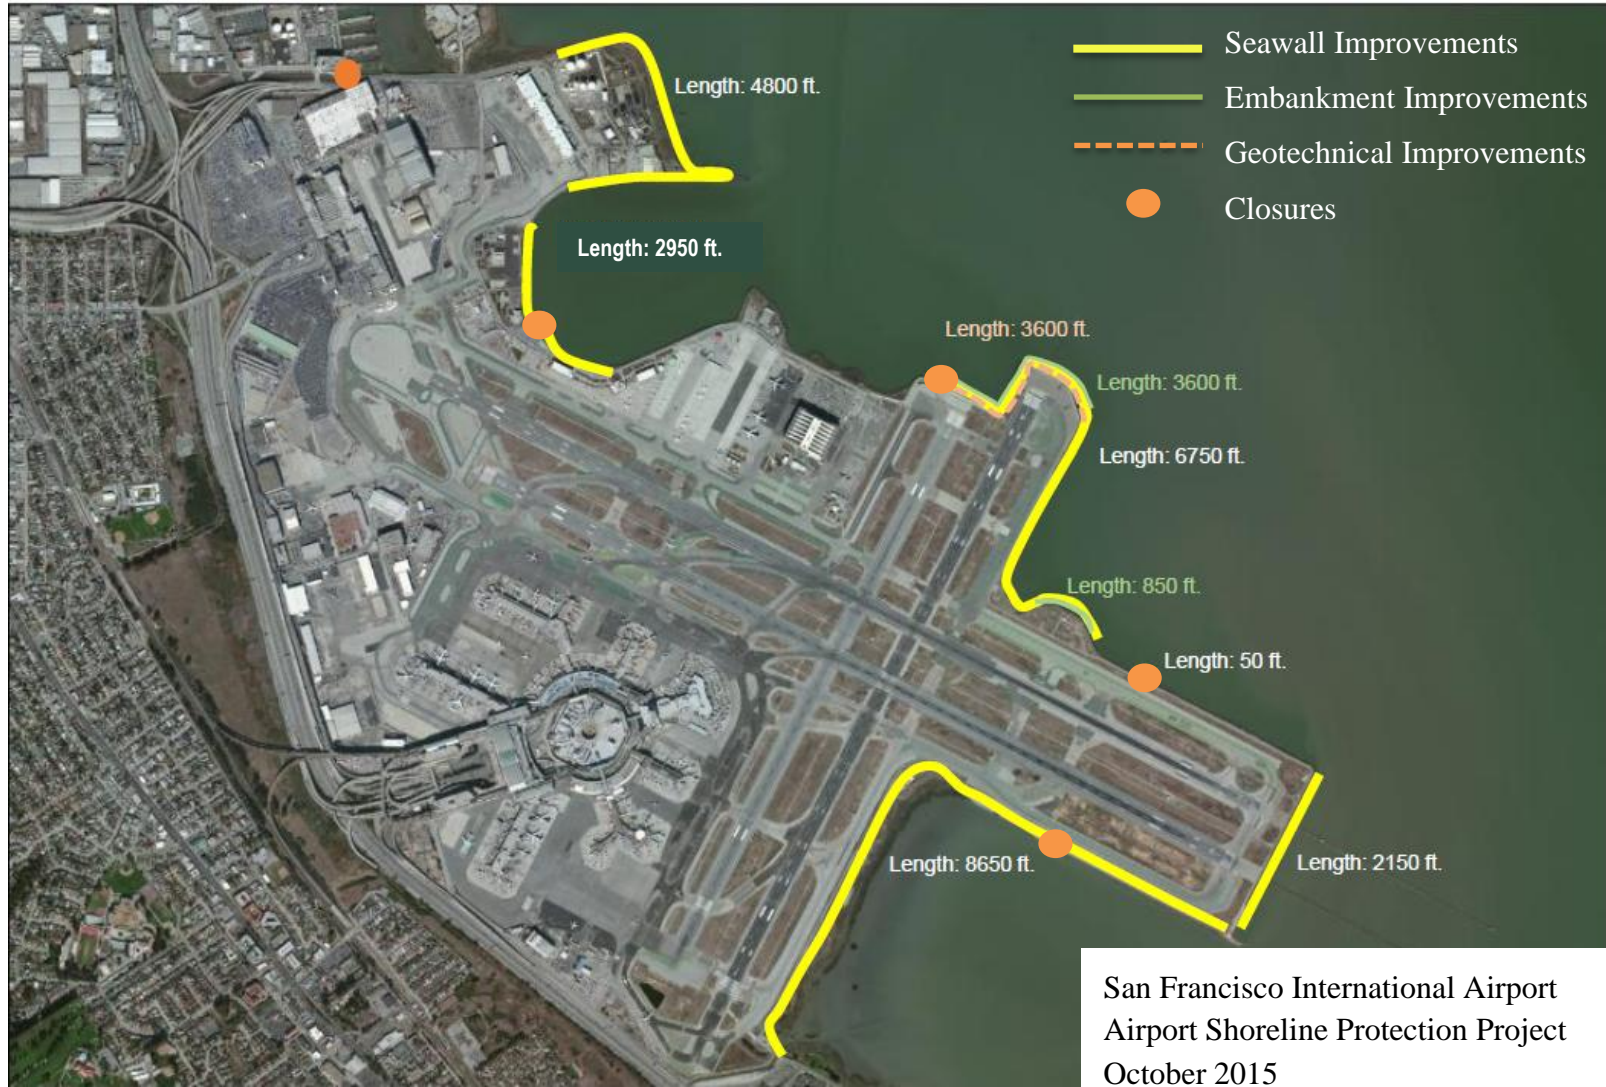 Seawall Improvements
Embankment Improvements
Geotechnical Improvements
Closures
Length: 4800 ft.
Length: 2950 ft.
Length: 3600 ft.
Length: 3600 ft.
Length: 6750 ft.
Length: 850 ft.
Length: 50 ft.
Length: 8650 ft.
Length: 2150 ft.
San Francisco International Airport
Airport Shoreline Protection Project
October 2015